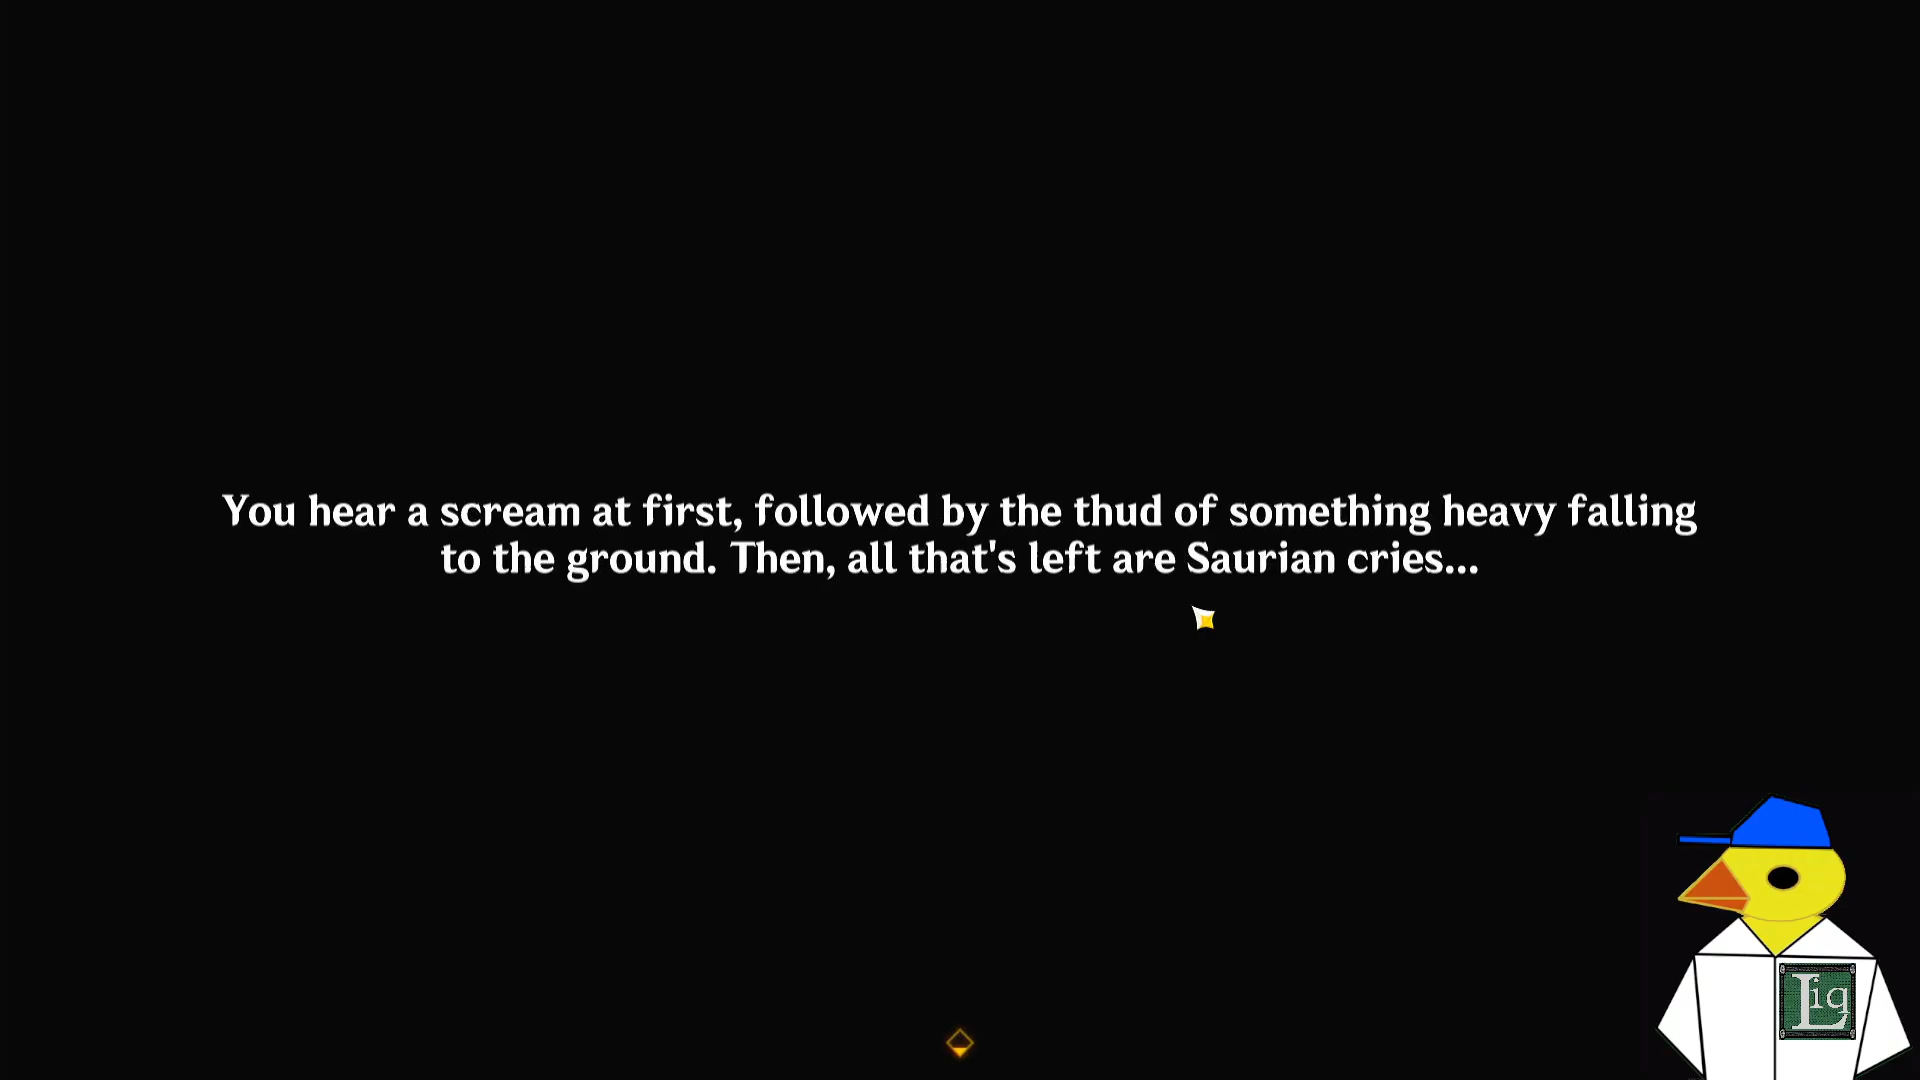 You hear a scream at first, followed by the thud of something heavy falling
to the ground. Then, all that's left are Saurian cries...
Liq